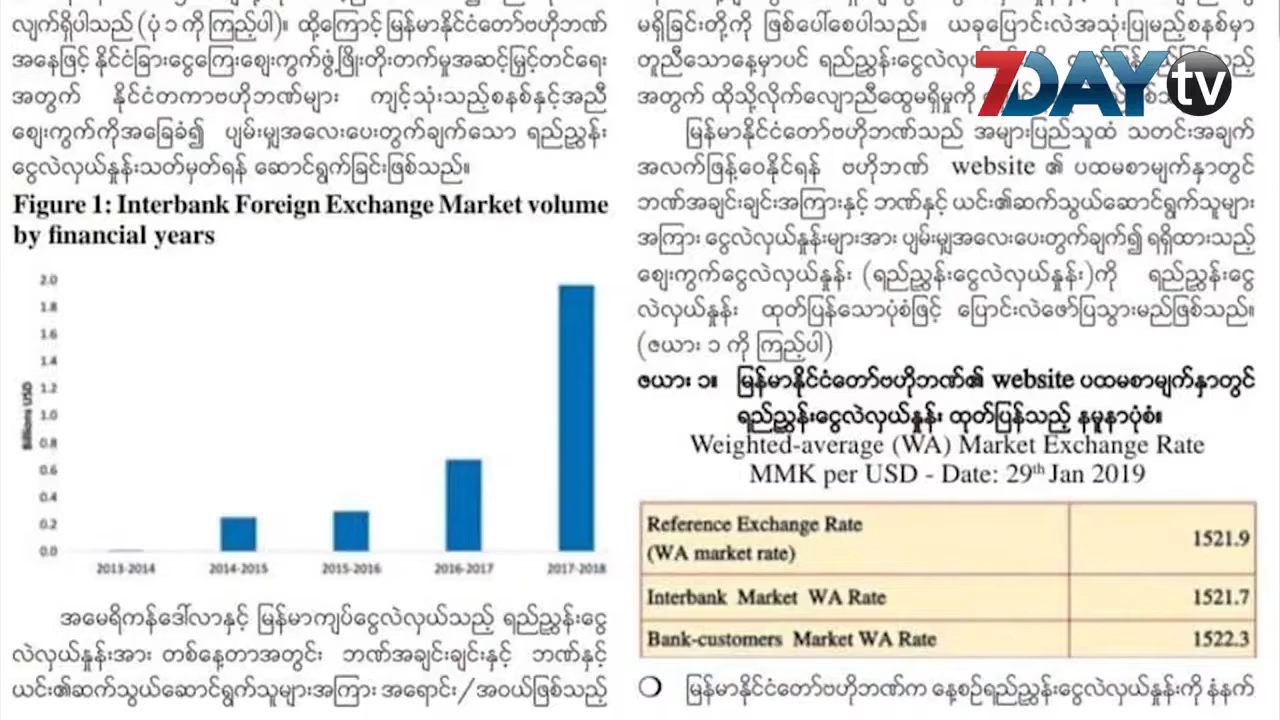 လျက်ရှိပါသည် (ပုံ ၁ ကို ကြည့်ပါ)။ ထို့ကြောင့် မြန်မာနိုင်ငံတော်ဗဟိုဘဏ်
အနေဖြင့် နိုင်ငံခြားငွေကြေးဈေးကွက်ဖွံ့ဖြိုးတိုးတက်မှုအဆင့်မြှင့်တင်ရေး
အတွက် နိုင်ငံတကာဗဟိုဘဏ်များ ကျင့်သုံးသည့်စနစ်နှင့်အညီ
ဈေးကွက်ကိုအခြေခံ၍ ပျမ်းမျှအလေးပေးတွက်ချက်သော ရည်ညွှန်း
ငွေလဲလှယ်နှုန်းသတ်မှတ်ရန် ဆောင်ရွက်ခြင်းဖြစ်သည်။
Figure 1: Interbank Foreign Exchange Market volume
by financial years
Billions USD
2.0
1.8
1.6
1.4
1.2
1.0
0.8
0.6
0.4
0.2
0.0
2013-2014 2014-2015 2015-2016 2016-2017 2017-2018
အမေရိကန်ဒေါ်လာနှင့် မြန်မာကျပ်ငွေလဲလှယ်သည့် ရည်ညွှန်းငွေ
လဲလှယ်နှုန်းအား တစ်နေ့တာအတွင်း ဘဏ်အချင်းချင်းနှင့် ဘဏ်နှင့်
ယင်း၏ဆက်သွယ်ဆောင်ရွက်သူများအကြား အရောင်း/အဝယ်ဖြစ်သည့်
မရှိခြင်းတို့ကို ဖြစ်ပေါ်စေပါသည်။ ယခုပြောင်းလဲအသုံးပြုမည့်စနစ်မှာ
တူညီသောနေ့မှာပင် ရည်ညွှန်းငွေလဲလှယ်
အတွက် ထိုသို့လိုက်လျောညီထွေမရှိမှုကို
7DAY tv
မြန်မာနိုင်ငံတော်ဗဟိုဘဏ်သည် အများပြည်သူထံ သတင်းအချက်
အလက်ဖြန့်ဝေနိုင်ရန် ဗဟိုဘဏ် website ၏ ပထမစာမျက်နှာတွင်
ဘဏ်အချင်းချင်းအကြားနှင့် ဘဏ်နှင့် ယင်း၏ဆက်သွယ်ဆောင်ရွက်သူများ
အကြား ငွေလဲလှယ်နှုန်းများအား ပျမ်းမျှအလေးပေးတွက်ချက်၍ ရရှိထားသည့်
ဈေးကွက်ငွေလဲလှယ်နှုန်း (ရည်ညွှန်းငွေလဲလှယ်နှုန်း)ကို ရည်ညွှန်းငွေ
လဲလှယ်နှုန်း ထုတ်ပြန်သောပုံစံဖြင့် ပြောင်းလဲဖော်ပြသွားမည်ဖြစ်သည်။
(ဇယား ၁ ကို ကြည့်ပါ)
ဇယား ၁။ မြန်မာနိုင်ငံတော်ဗဟိုဘဏ်၏ website ပထမစာမျက်နှာတွင်
ရည်ညွှန်းငွေလဲလှယ်နှုန်း ထုတ်ပြန်သည့် နမူနာပုံစံ။
Weighted-average (WA) Market Exchange Rate
MMK per USD - Date: 29th Jan 2019
Reference Exchange Rate
(WA market rate) 1521.9
Interbank Market WA Rate 1521.7
Bank-customers Market WA Rate 1522.3
မြန်မာနိုင်ငံတော်ဗဟိုဘဏ်က နေ့စဉ်ရည်ညွှန်းငွေလဲလှယ်နှုန်းကို နံနက်